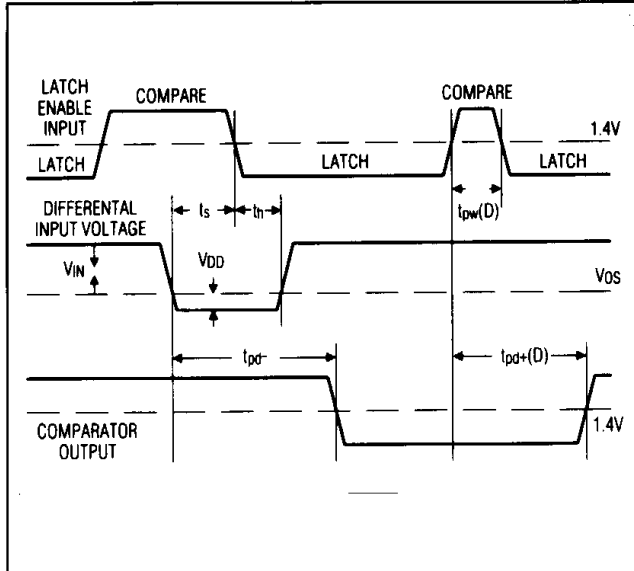 LATCH ENABLE INPUT
COMPARE
COMPARE
1.4V
LATCH
LATCH
LATCH
ts
th
tpw(D)
DIFFERENTAL INPUT VOLTAGE
VIN
VDD
VOS
tpd
tpd+(D)
COMPARATOR OUTPUT
1.4V